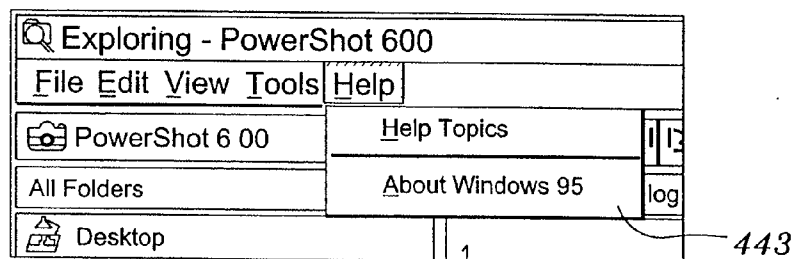 Exploring - PowerShot 600
File Edit View Tools Help
PowerShot 6 00
Help Topics
All Folders
About Windows 95
log
Desktop
1
443